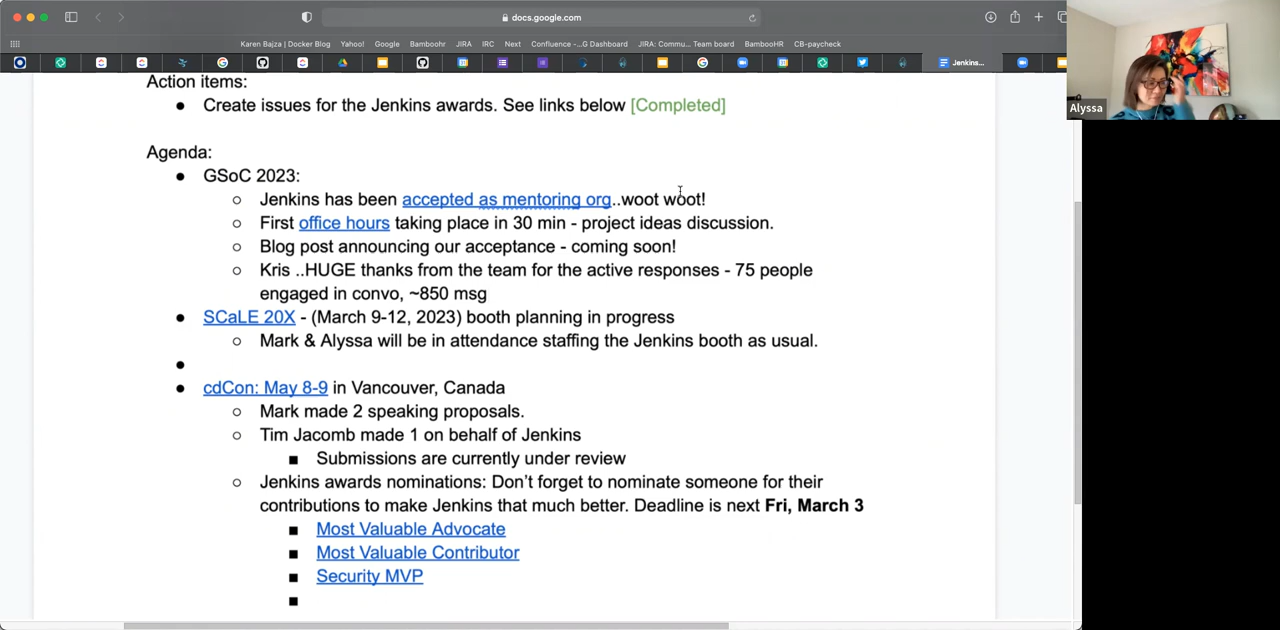 docs.google.com
Karen Bajza | Docker Blog Yahoo! Google Bamboohr JIRA IRC Next Confluence -...G Dashboard JIRA: Commu... Team board BambooHR CB-paycheck
Jenkins...
Alyssa
Action items:
● Create issues for the Jenkins awards. See links below [Completed]
Agenda:
● GSoC 2023:
○ Jenkins has been accepted as mentoring org..woot woot!
○ First office hours taking place in 30 min - project ideas discussion.
○ Blog post announcing our acceptance - coming soon!
○ Kris ..HUGE thanks from the team for the active responses - 75 people
engaged in convo, ~850 msg
● SCaLE 20X - (March 9-12, 2023) booth planning in progress
○ Mark & Alyssa will be in attendance staffing the Jenkins booth as usual.
●
● cdCon: May 8-9 in Vancouver, Canada
○ Mark made 2 speaking proposals.
○ Tim Jacomb made 1 on behalf of Jenkins
■ Submissions are currently under review
○ Jenkins awards nominations: Don't forget to nominate someone for their
contributions to make Jenkins that much better. Deadline is next Fri, March 3
■ Most Valuable Advocate
■ Most Valuable Contributor
■ Security MVP
■